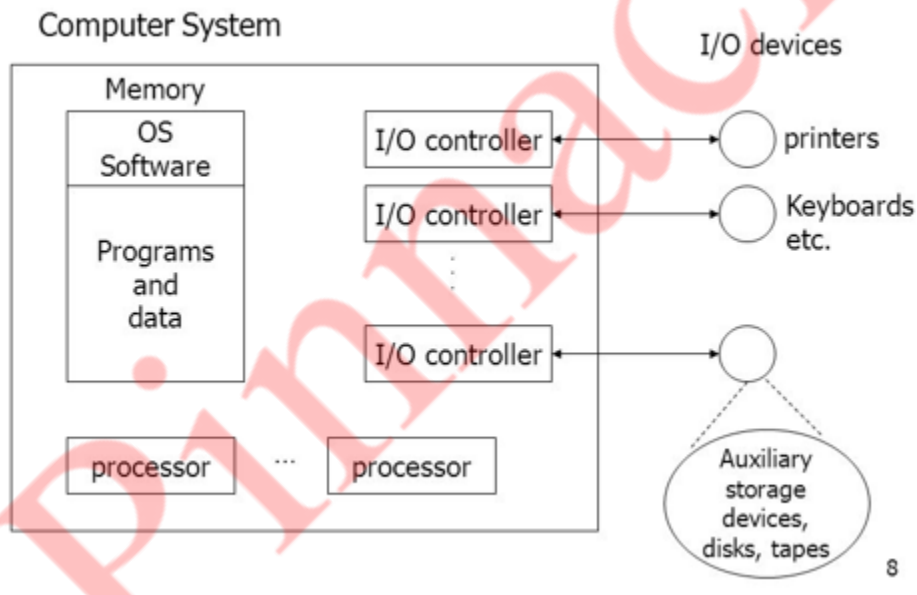 Computer System
I/O devices
Memory
OS
Software
Programs
and
data
I/O controller
I/O controller
⋮
I/O controller
printers
Keyboards
etc.
processor
...
processor
Auxiliary
storage
devices,
disks, tapes
8
Pinnacl